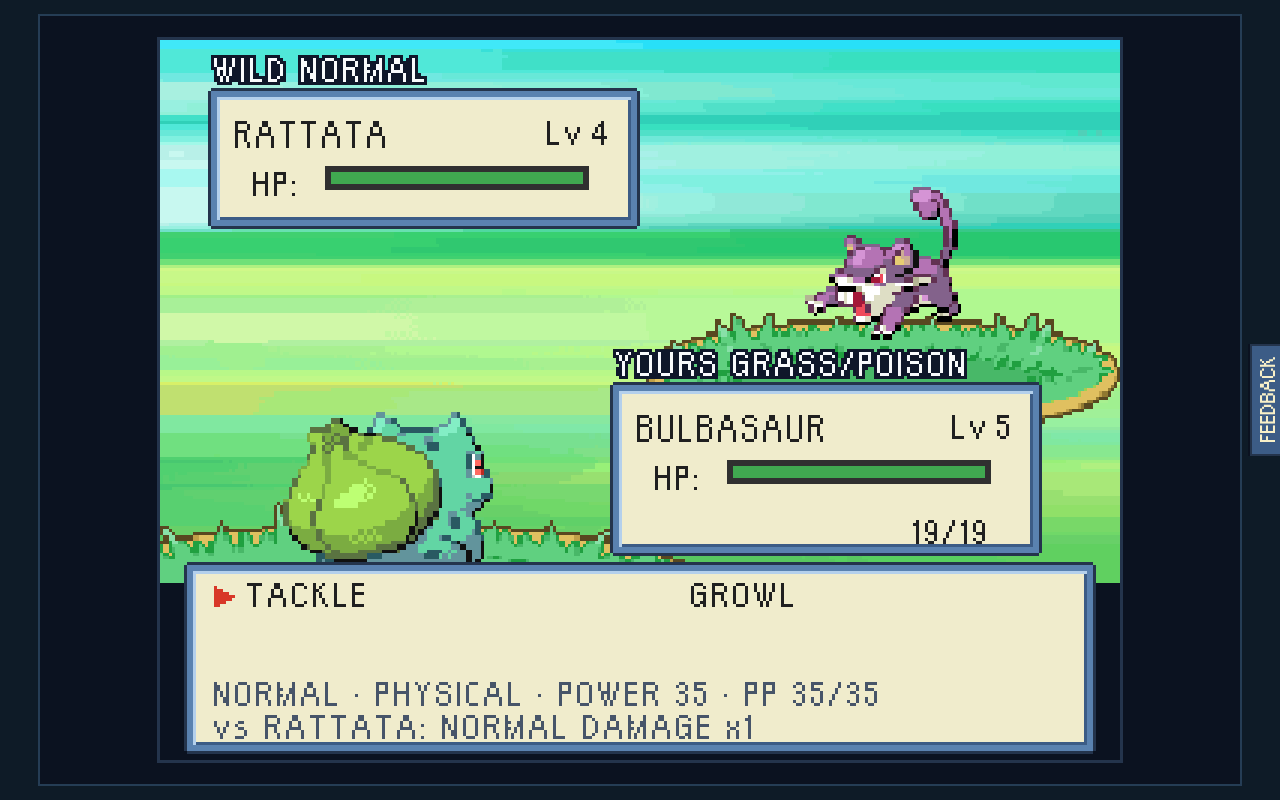 WILD NORMAL
RATTATA Lv 4
HP:
YOURS GRASS/POISON
BULBASAUR Lv 5
HP:
19/19
FEEDBACK
TACKLE GROWL
NORMAL · PHYSICAL · POWER 35 · PP 35/35
vs RATTATA: NORMAL DAMAGE x1